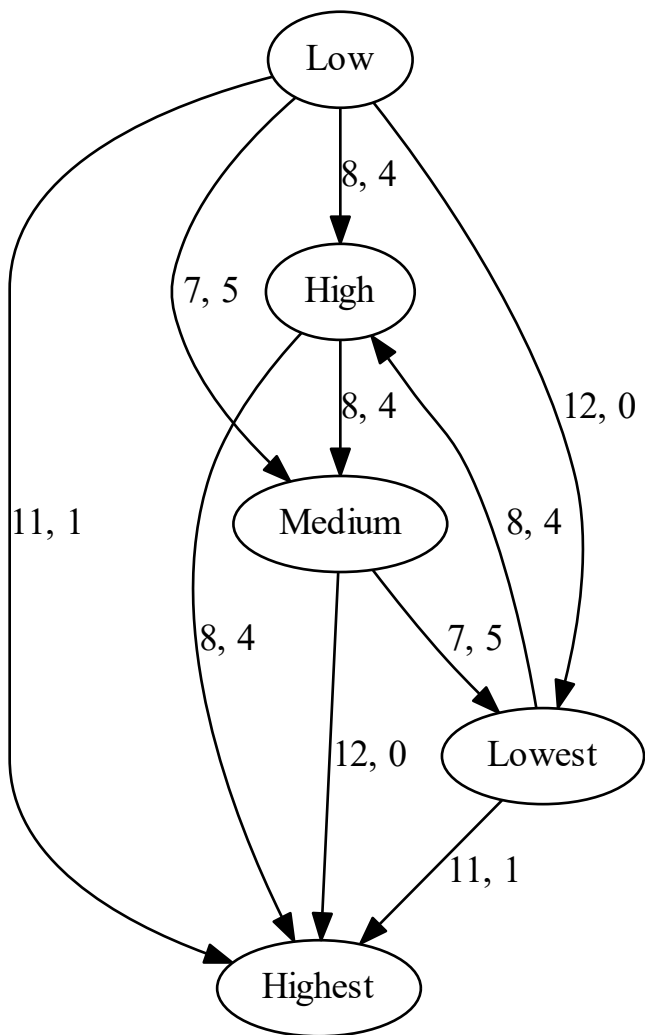 Low
8, 4
High
7, 5
8, 4
12, 0
Medium
11, 1
8, 4
8, 4
7, 5
12, 0
Lowest
11, 1
Highest